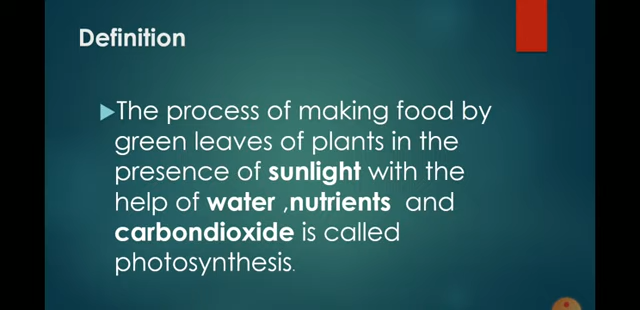 Definition
The process of making food by
green leaves of plants in the
presence of sunlight with the
help of water ,nutrients and
carbondioxide is called
photosynthesis.